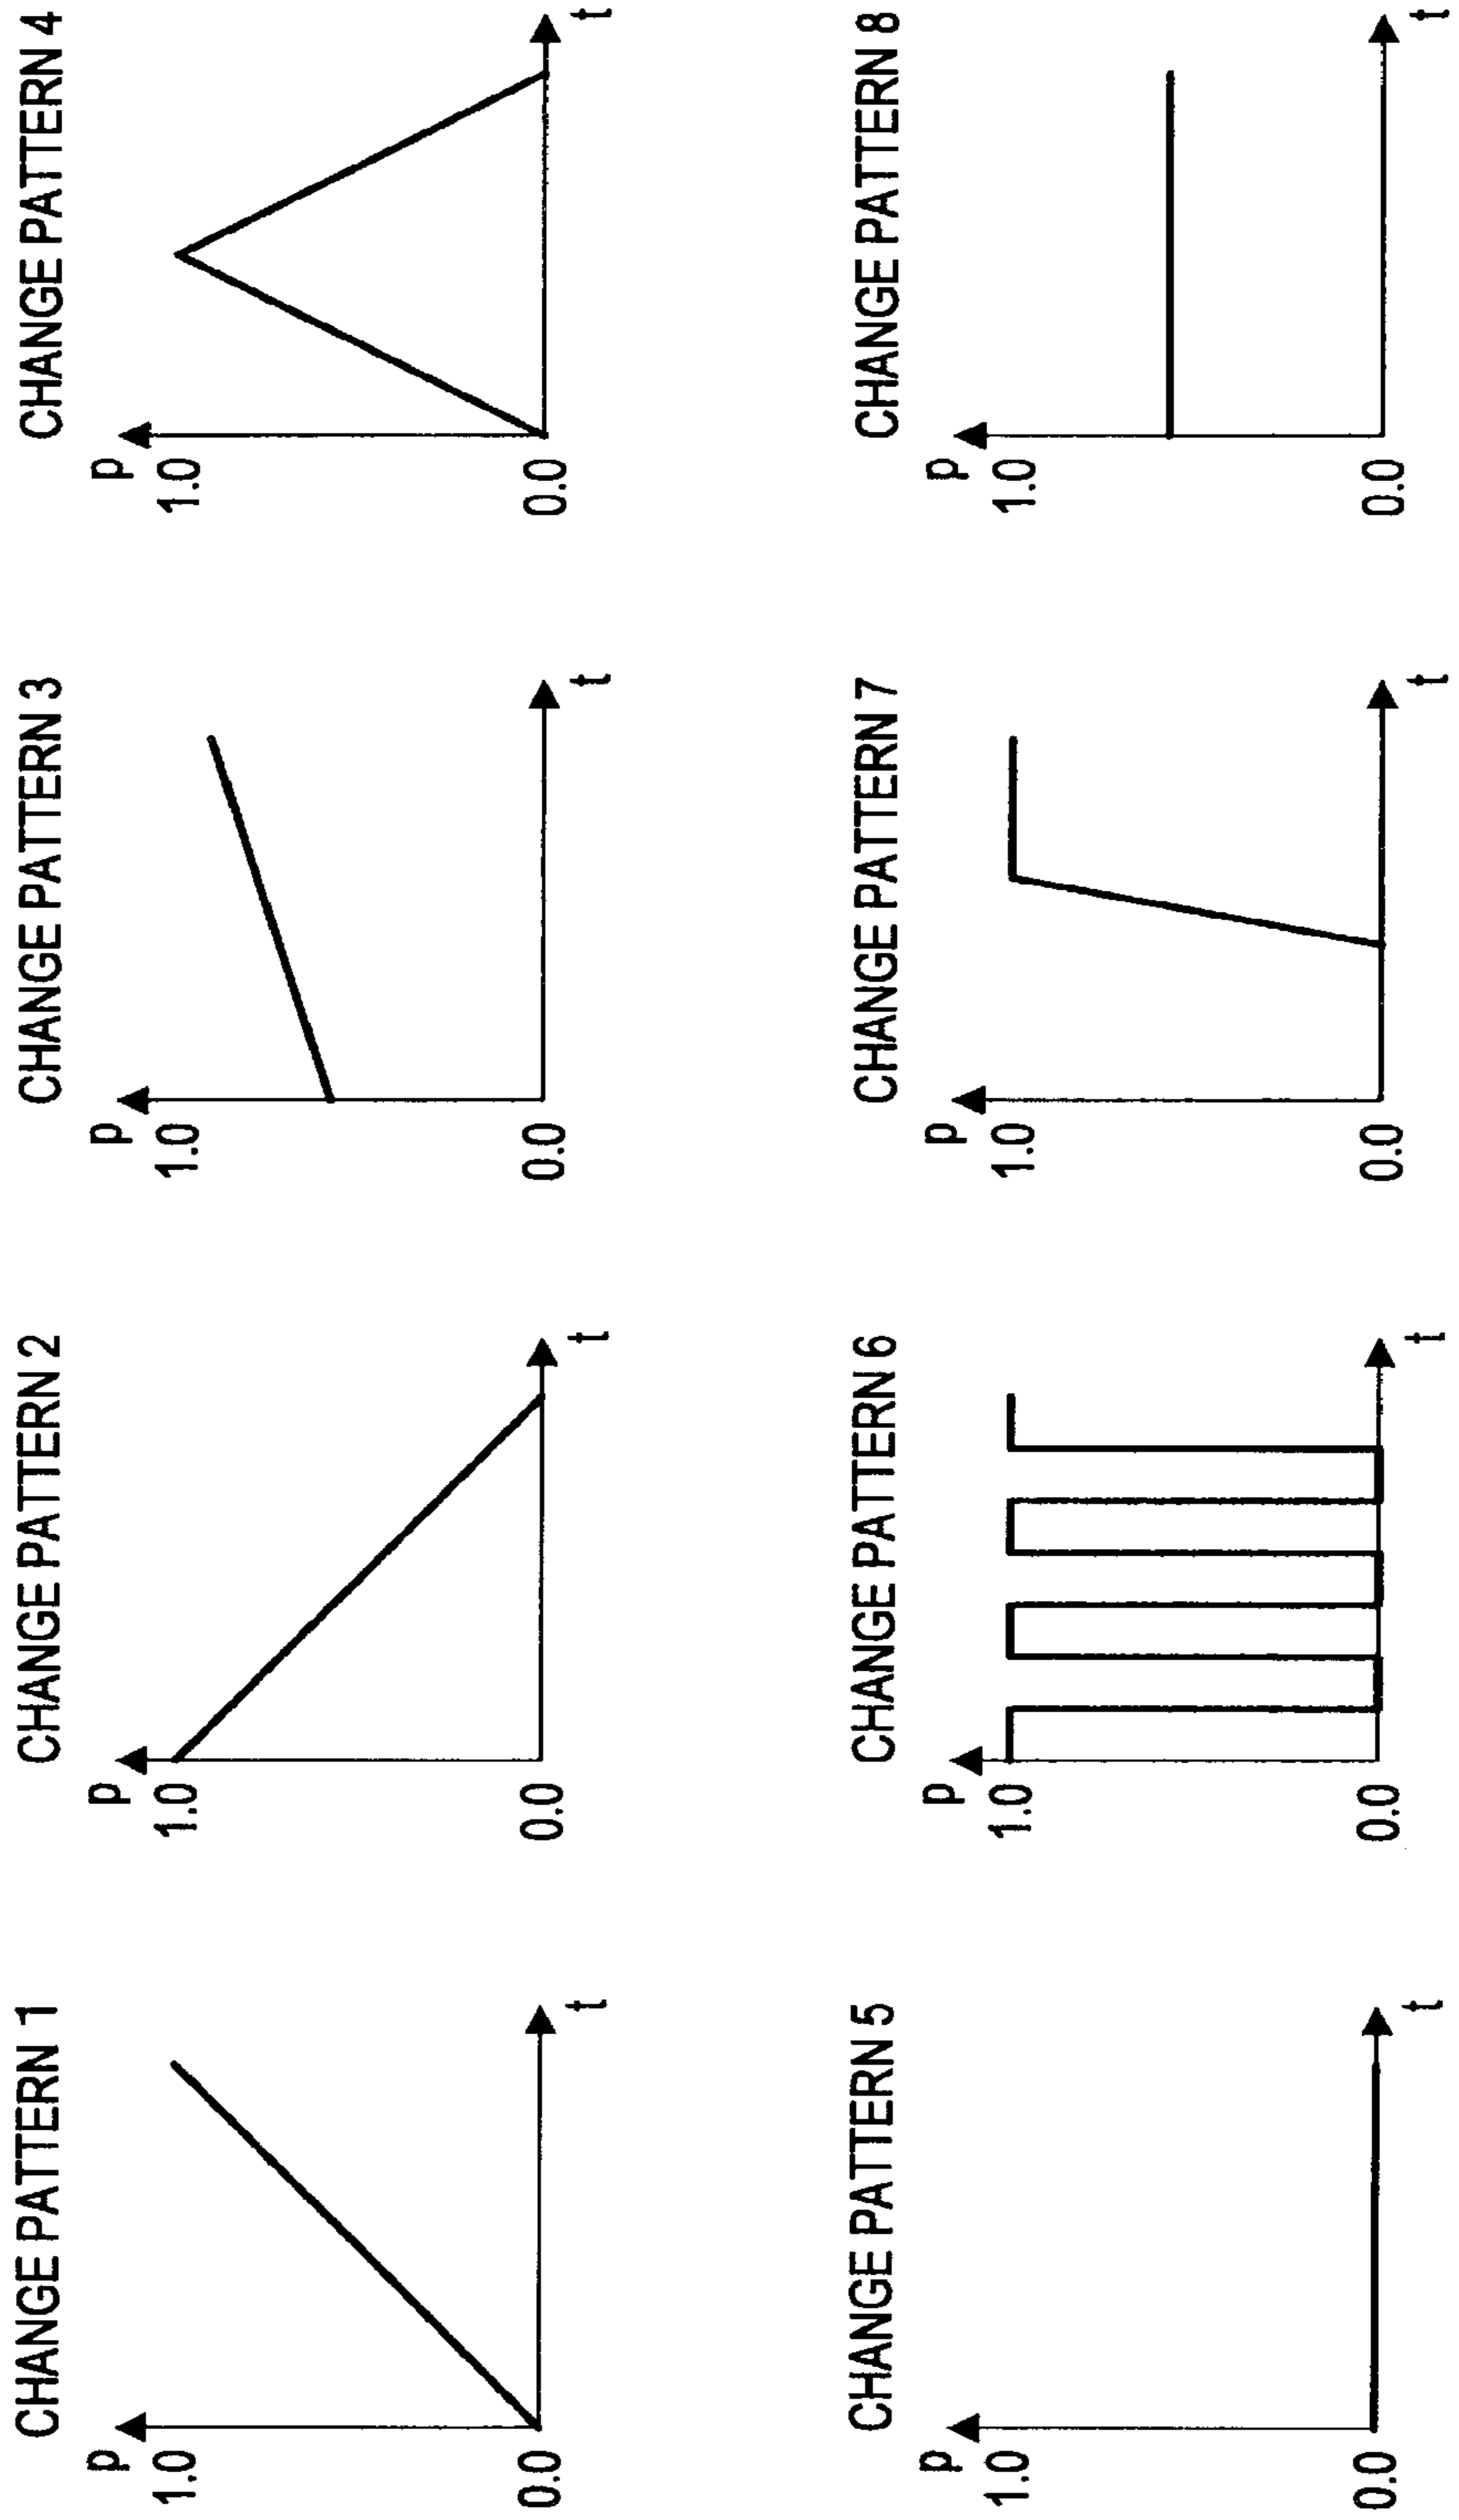 CHANGE PATTERN 1
p
1.0
0.0
t
CHANGE PATTERN 2
p
1.0
0.0
t
CHANGE PATTERN 3
p
1.0
0.0
t
CHANGE PATTERN 4
p
1.0
0.0
t
CHANGE PATTERN 5
p
1.0
0.0
t
CHANGE PATTERN 6
p
1.0
0.0
t
CHANGE PATTERN 7
p
1.0
0.0
t
CHANGE PATTERN 8
p
1.0
0.0
t